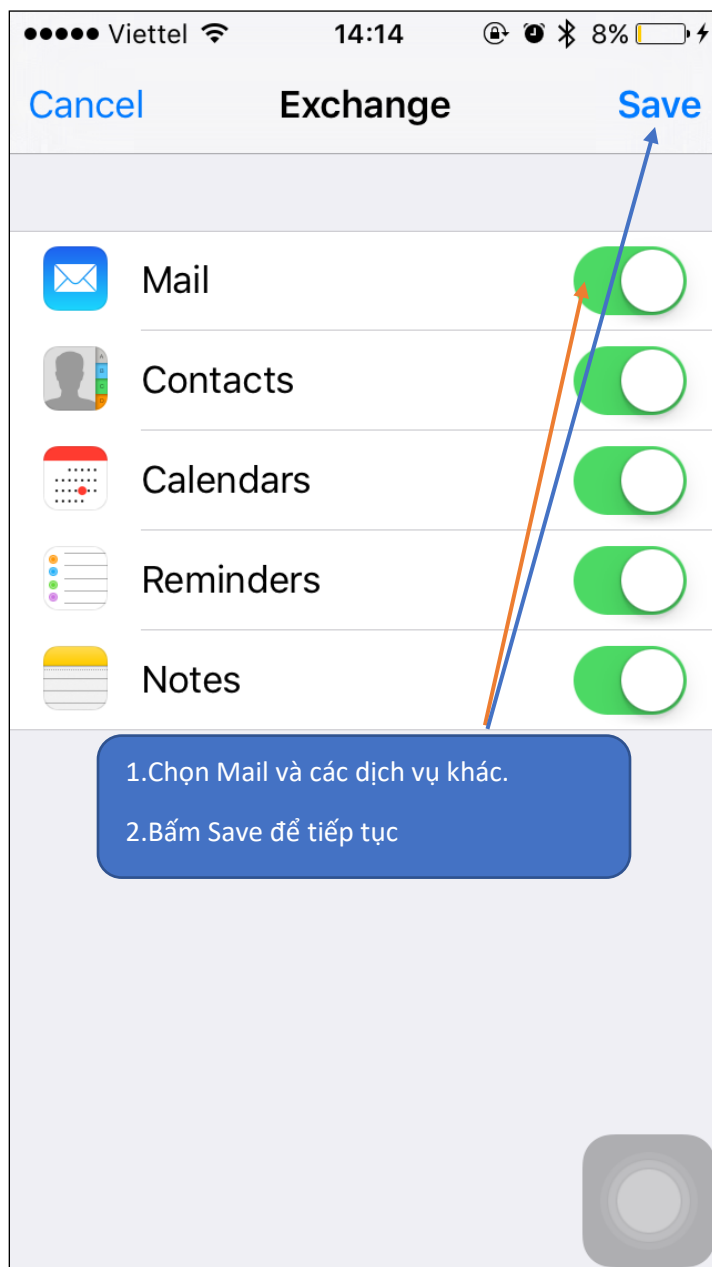 Viettel 14:14 8%
Cancel Exchange Save
Mail
Contacts
Calendars
Reminders
Notes
1.Chọn Mail và các dịch vụ khác.
2.Bấm Save để tiếp tục